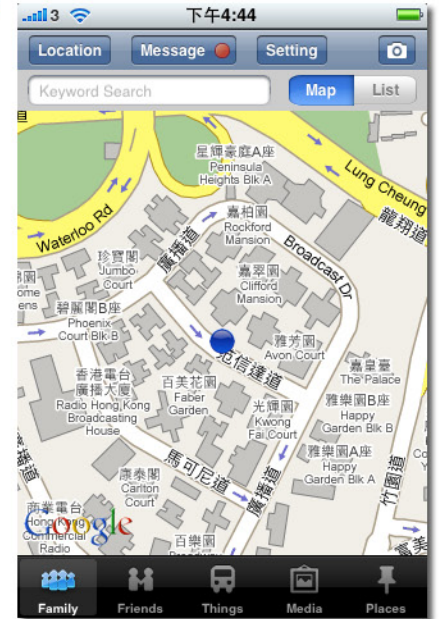 3
下午4:44
Location
Message
Setting
Keyword Search
Map
List
星輝豪庭A座
Peninsula
Heights Blk A
Lung Cheung
龍翔道
Waterloo Rd
嘉柏園
Rockford
Mansion
Broadcast Dr
廣播道
珍寶閣
Jumbo
Court
嘉翠園
Clifford
Mansion
園
ome
ens
碧麗閣B座
Phoenix
Court Blk B
雅芳園
Avon Court
范信達道
嘉皇臺
The Palace
香港電台
廣播大廈
Radio Hong Kong
Broadcasting
House
百美花園
Faber
Garden
光輝園
Kwong
Fai Court
雅樂園B座
Happy
Garden Blk B
雅樂園A座
Happy
Garden Blk A
馬可尼道
廣播道
竹園道
康泰閣
Carlton
Court
商業電台
Hong Kong
Commercial
Radio
Google
百樂園
富美
Family
Friends
Things
Media
Places